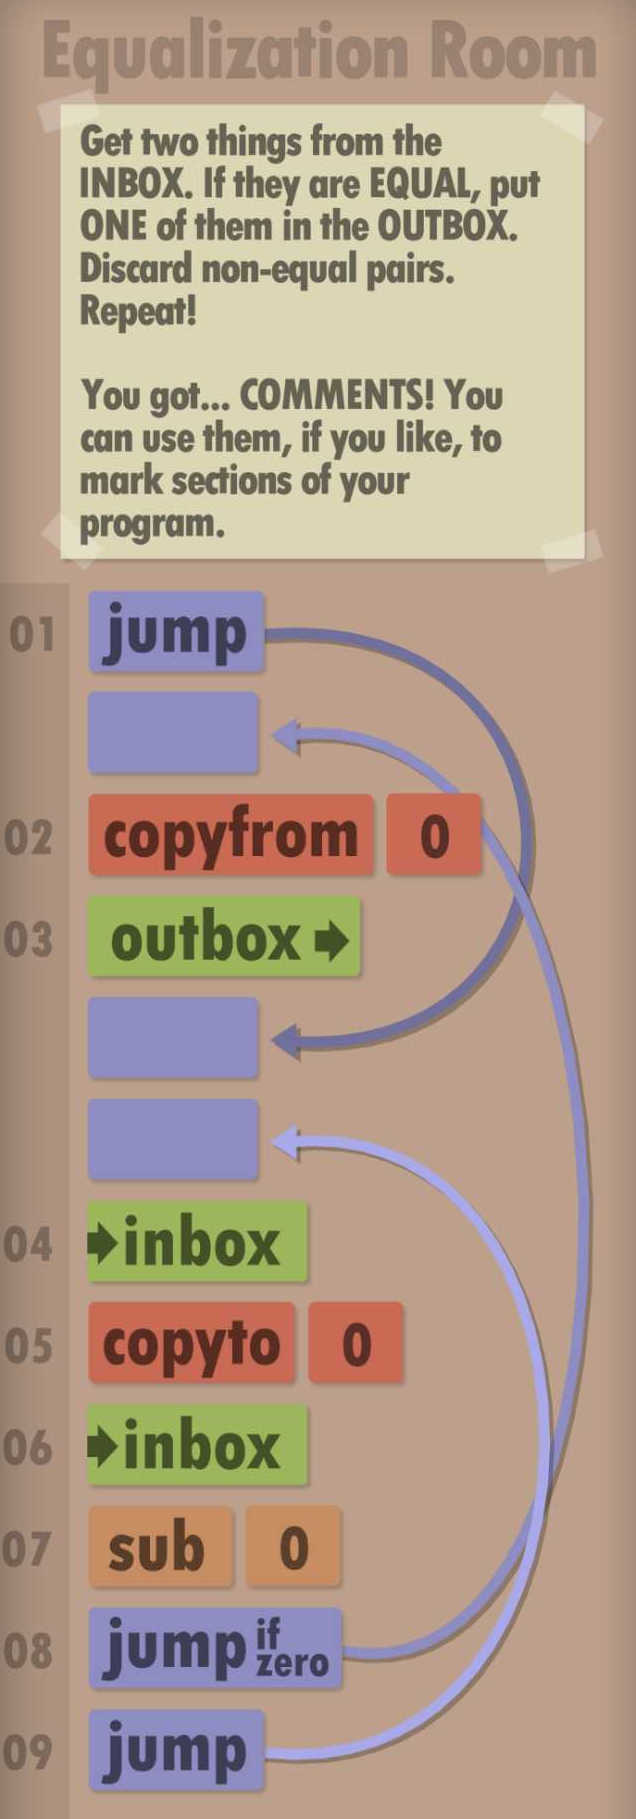 Equalization Room
Get two things from the
INBOX. If they are EQUAL, put
ONE of them in the OUTBOX.
Discard non-equal pairs.
Repeat!
You got... COMMENTS! You
can use them, if you like, to
mark sections of your
program.
01 jump
02 copyfrom 0
03 outbox
04 inbox
05 copyto 0
06 inbox
07 sub 0
08 jump if zero
09 jump